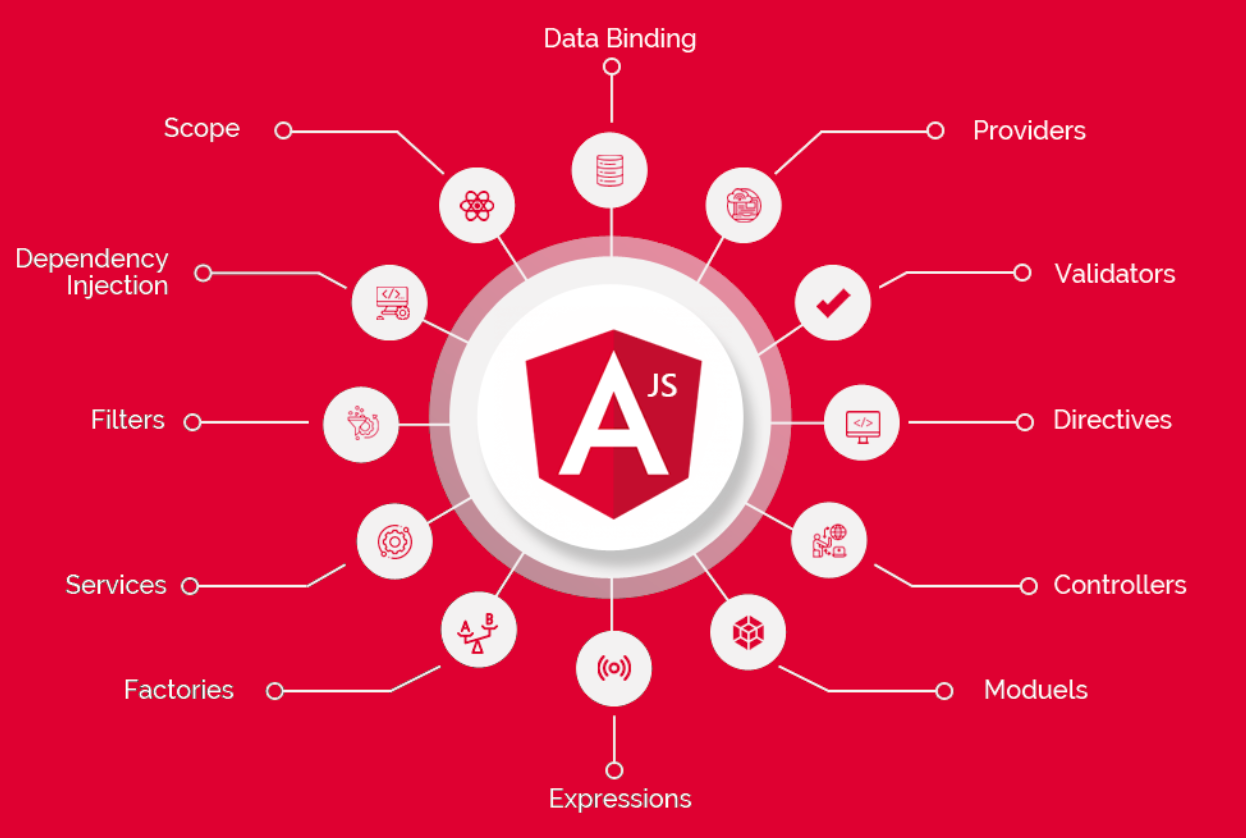 Data Binding
Scope
Providers
Dependency
Injection
Validators
JS
Filters
Directives
</>
</>
Services
Controllers
A B
Factories
Moduels
Expressions